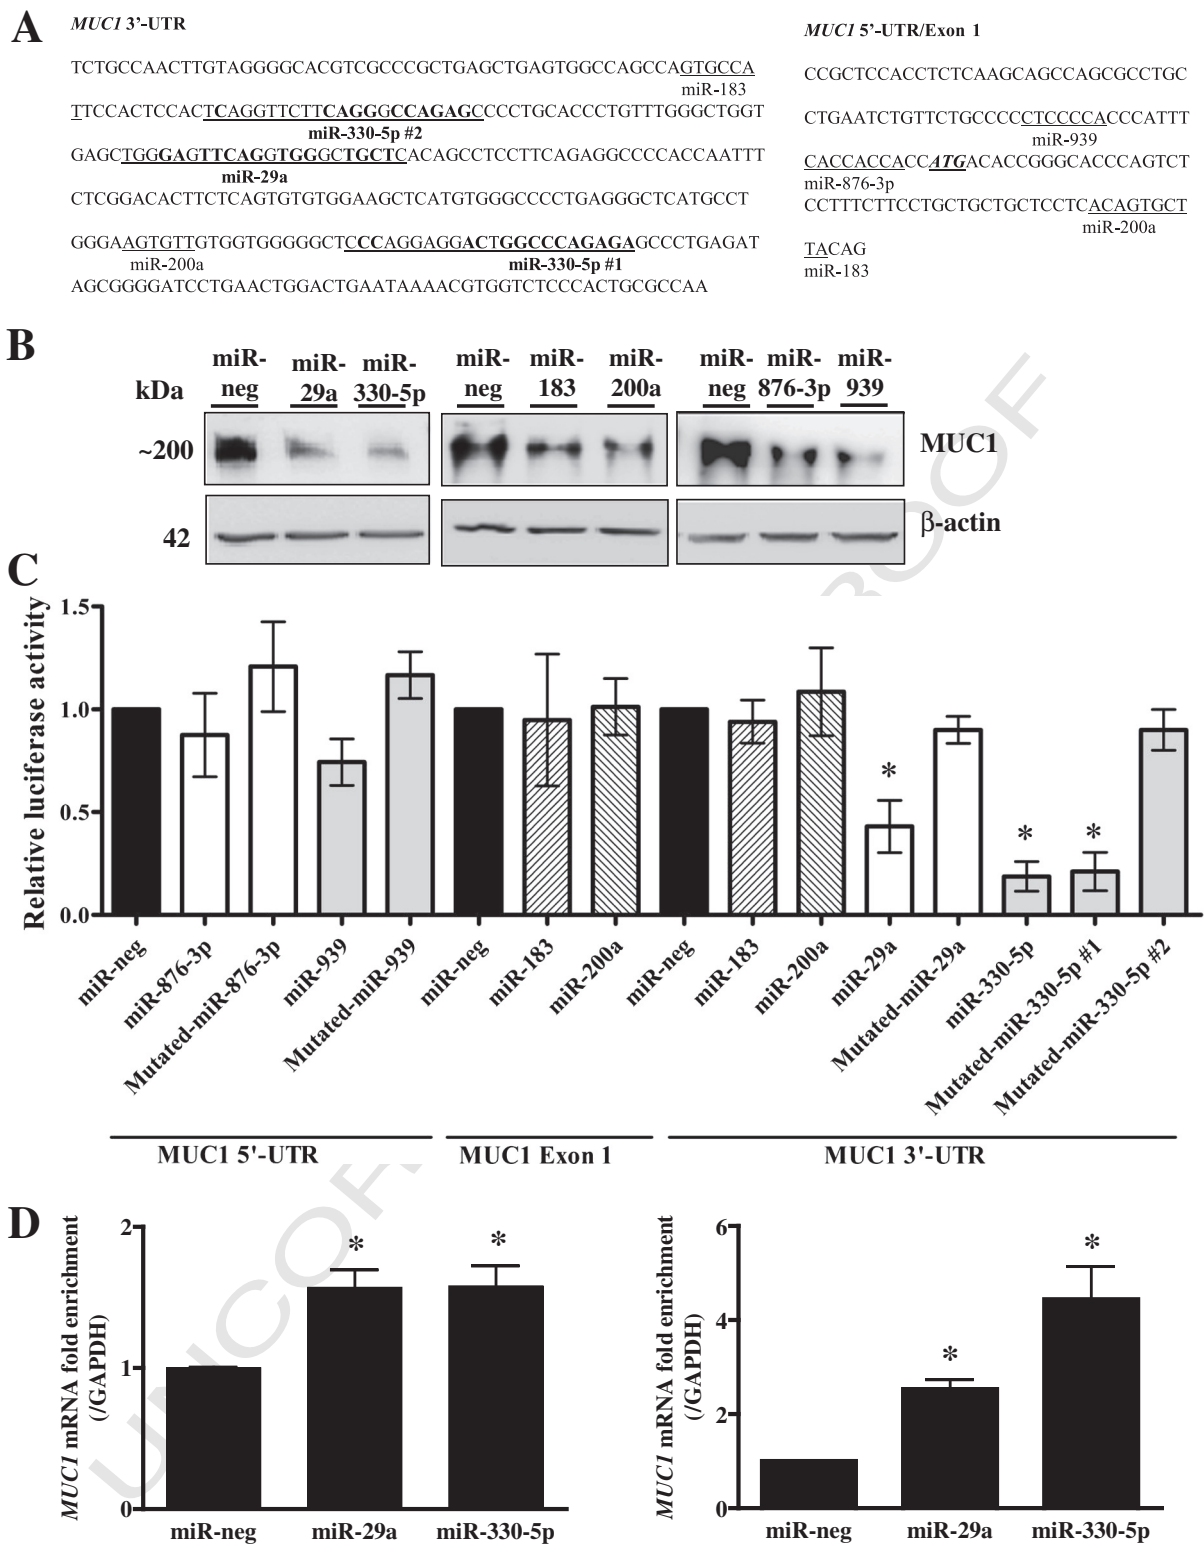 A
MUC1 3’-UTR
TCTGCCAACTTGTAGGGGCACGTCGCCCGCTGAGCTGAGTGGCCAGCCAGTGCCA
miR-183
TTCCACTCCACTCAGGTTCTTCAGGGCCAGAGCCCCTGCACCCTGTTTGGGCTGGT
miR-330-5p #2
GAGCTGGGAGTTCAGGTGGGCTGCTCACAGCCTCCTTCAGAGGCCCCACCAATTT
miR-29a
CTCGGACACTTCTCAGTGTGTGGAAGCTCATGTGGGCCCCTGAGGGCTCATGCCT
GGGAAGTGTTGTGGTGGGGGCTCCCAGGAGGACTGGCCCAGAGAGCCCTGAGAT
miR-200a miR-330-5p #1
AGCGGGGATCCTGAACTGGACTGAATAAAACGTGGTCTCCCACTGCGCCAA
MUC1 5’-UTR/Exon 1
CCGCTCCACCTCTCAAGCAGCCAGCGCCTGC
CTGAATCTGTTCTGCCCCCTCCCCACCCATTT
miR-939
CACCACCACCATGACACCGGGCACCCAGTCT
miR-876-3p
CCTTTCTTCCTGCTGCTGCTCCTCACAGTGCT
miR-200a
TACAG
miR-183
B
kDa
miR-neg miR-29a miR-330-5p
miR-neg miR-183 miR-200a
miR-neg miR-876-3p miR-939
~200
MUC1
42
β-actin
C
Relative luciferase activity
1.5
1.0
0.5
0.0
*
*
*
miR-neg
miR-876-3p
Mutated-miR-876-3p
miR-939
Mutated-miR-939
miR-neg
miR-183
miR-200a
miR-neg
miR-183
miR-200a
miR-29a
Mutated-miR-29a
miR-330-5p
Mutated-miR-330-5p #1
Mutated-miR-330-5p #2
MUC1 5'-UTR
MUC1 Exon 1
MUC1 3'-UTR
D
MUC1 mRNA fold enrichment
(/GAPDH)
2
1
0
*
*
miR-neg
miR-29a
miR-330-5p
MUC1 mRNA fold enrichment
(/GAPDH)
6
4
2
0
*
*
miR-neg
miR-29a
miR-330-5p